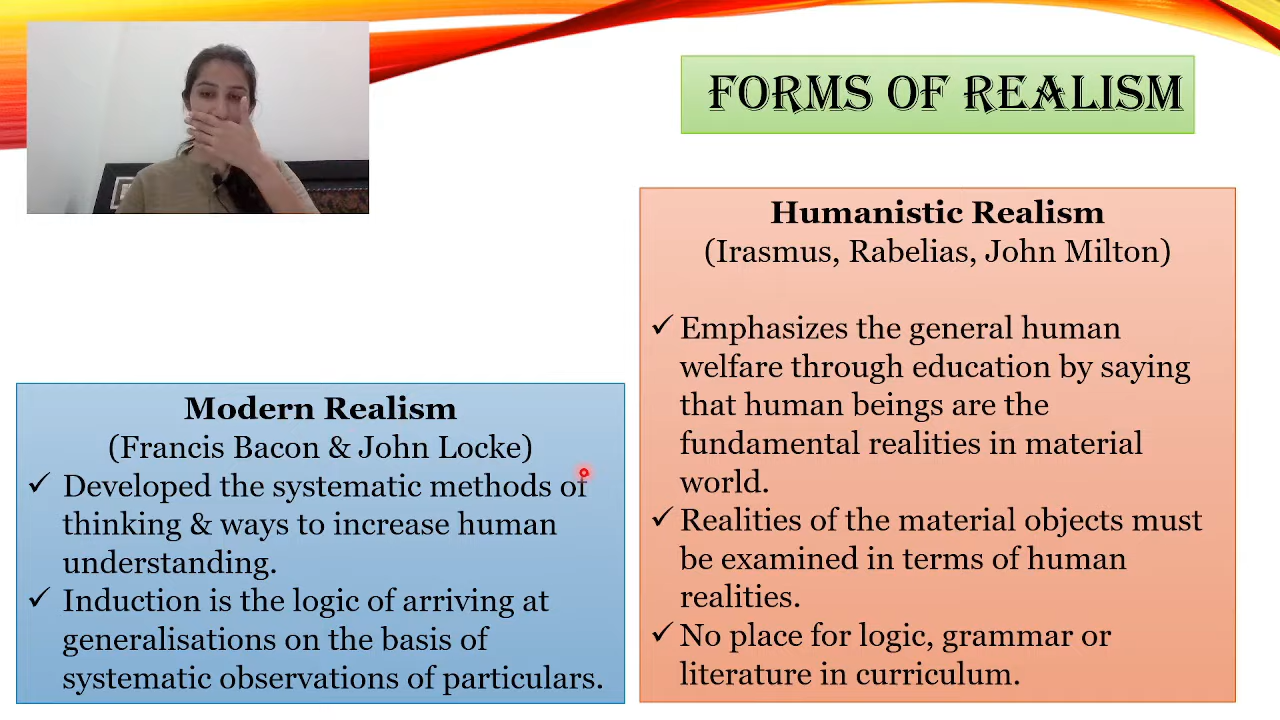 FORMS OF REALISM
Modern Realism
(Francis Bacon & John Locke)
✓ Developed the systematic methods of
thinking & ways to increase human
understanding.
✓ Induction is the logic of arriving at
generalisations on the basis of
systematic observations of particulars.
Humanistic Realism
(Irasmus, Rabelias, John Milton)
✓ Emphasizes the general human
welfare through education by saying
that human beings are the
fundamental realities in material
world.
✓ Realities of the material objects must
be examined in terms of human
realities.
✓ No place for logic, grammar or
literature in curriculum.